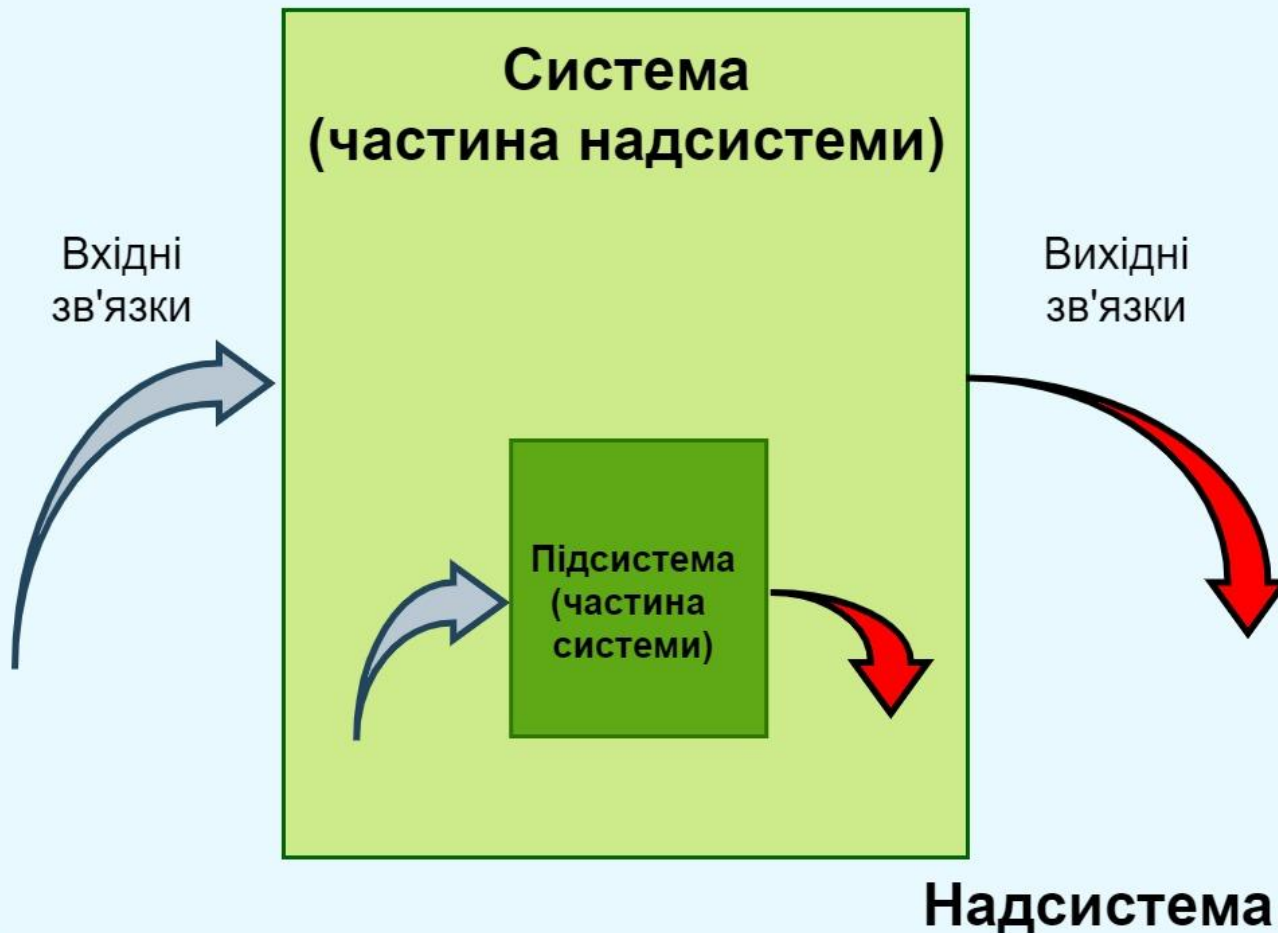 Система
(частина надсистеми)
Вхідні
зв'язки
Вихідні
зв'язки
Підсистема
(частина
системи)
Надсистема